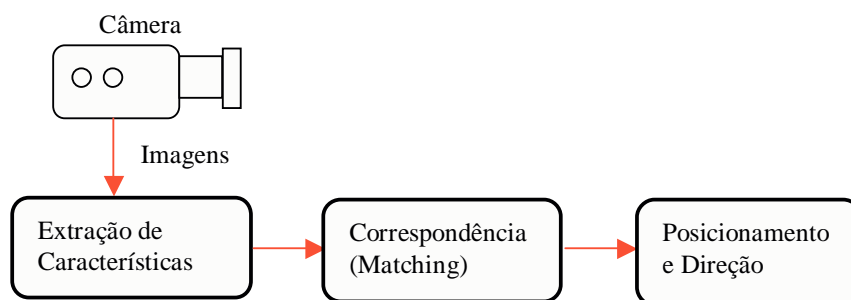 Câmera
Imagens
Extração de
Características
Correspondência
(Matching)
Posicionamento
e Direção